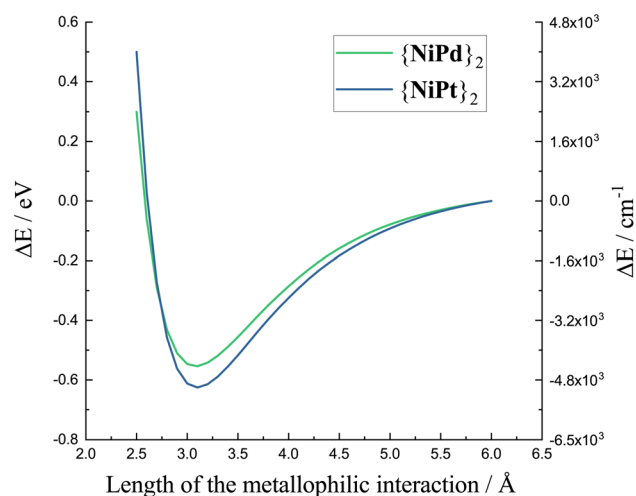 {NiPd}₂
{NiPt}₂
0.6
0.4
0.2
0.0
-0.2
-0.4
-0.6
-0.8
ΔE / eV
4.8x10³
3.2x10³
1.6x10³
0.0
-1.6x10³
-3.2x10³
-4.8x10³
-6.5x10³
ΔE / cm⁻¹
2.0 2.5 3.0 3.5 4.0 4.5 5.0 5.5 6.0 6.5
Length of the metallophilic interaction / Å